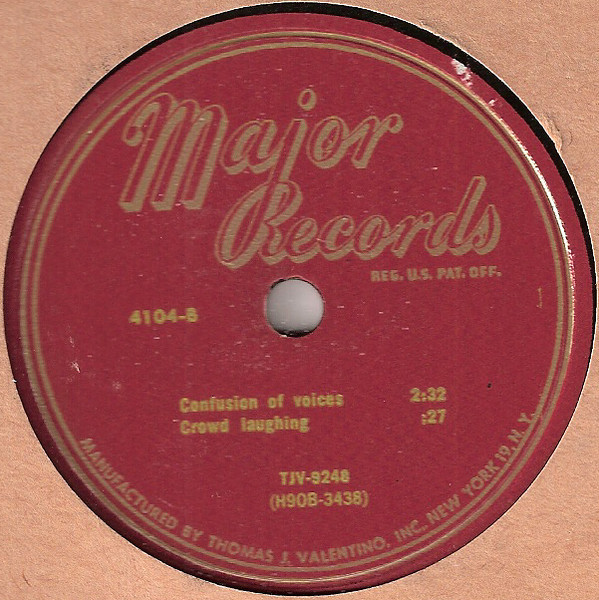 Major
Records
REG. U.S. PAT. OFF.
4104-B
Confusion of voices 2:32
Crowd laughing :27
TJV-9248
(H9OB-3438)
MANUFACTURED BY THOMAS J. VALENTINO, INC. NEW YORK 19, N. Y.